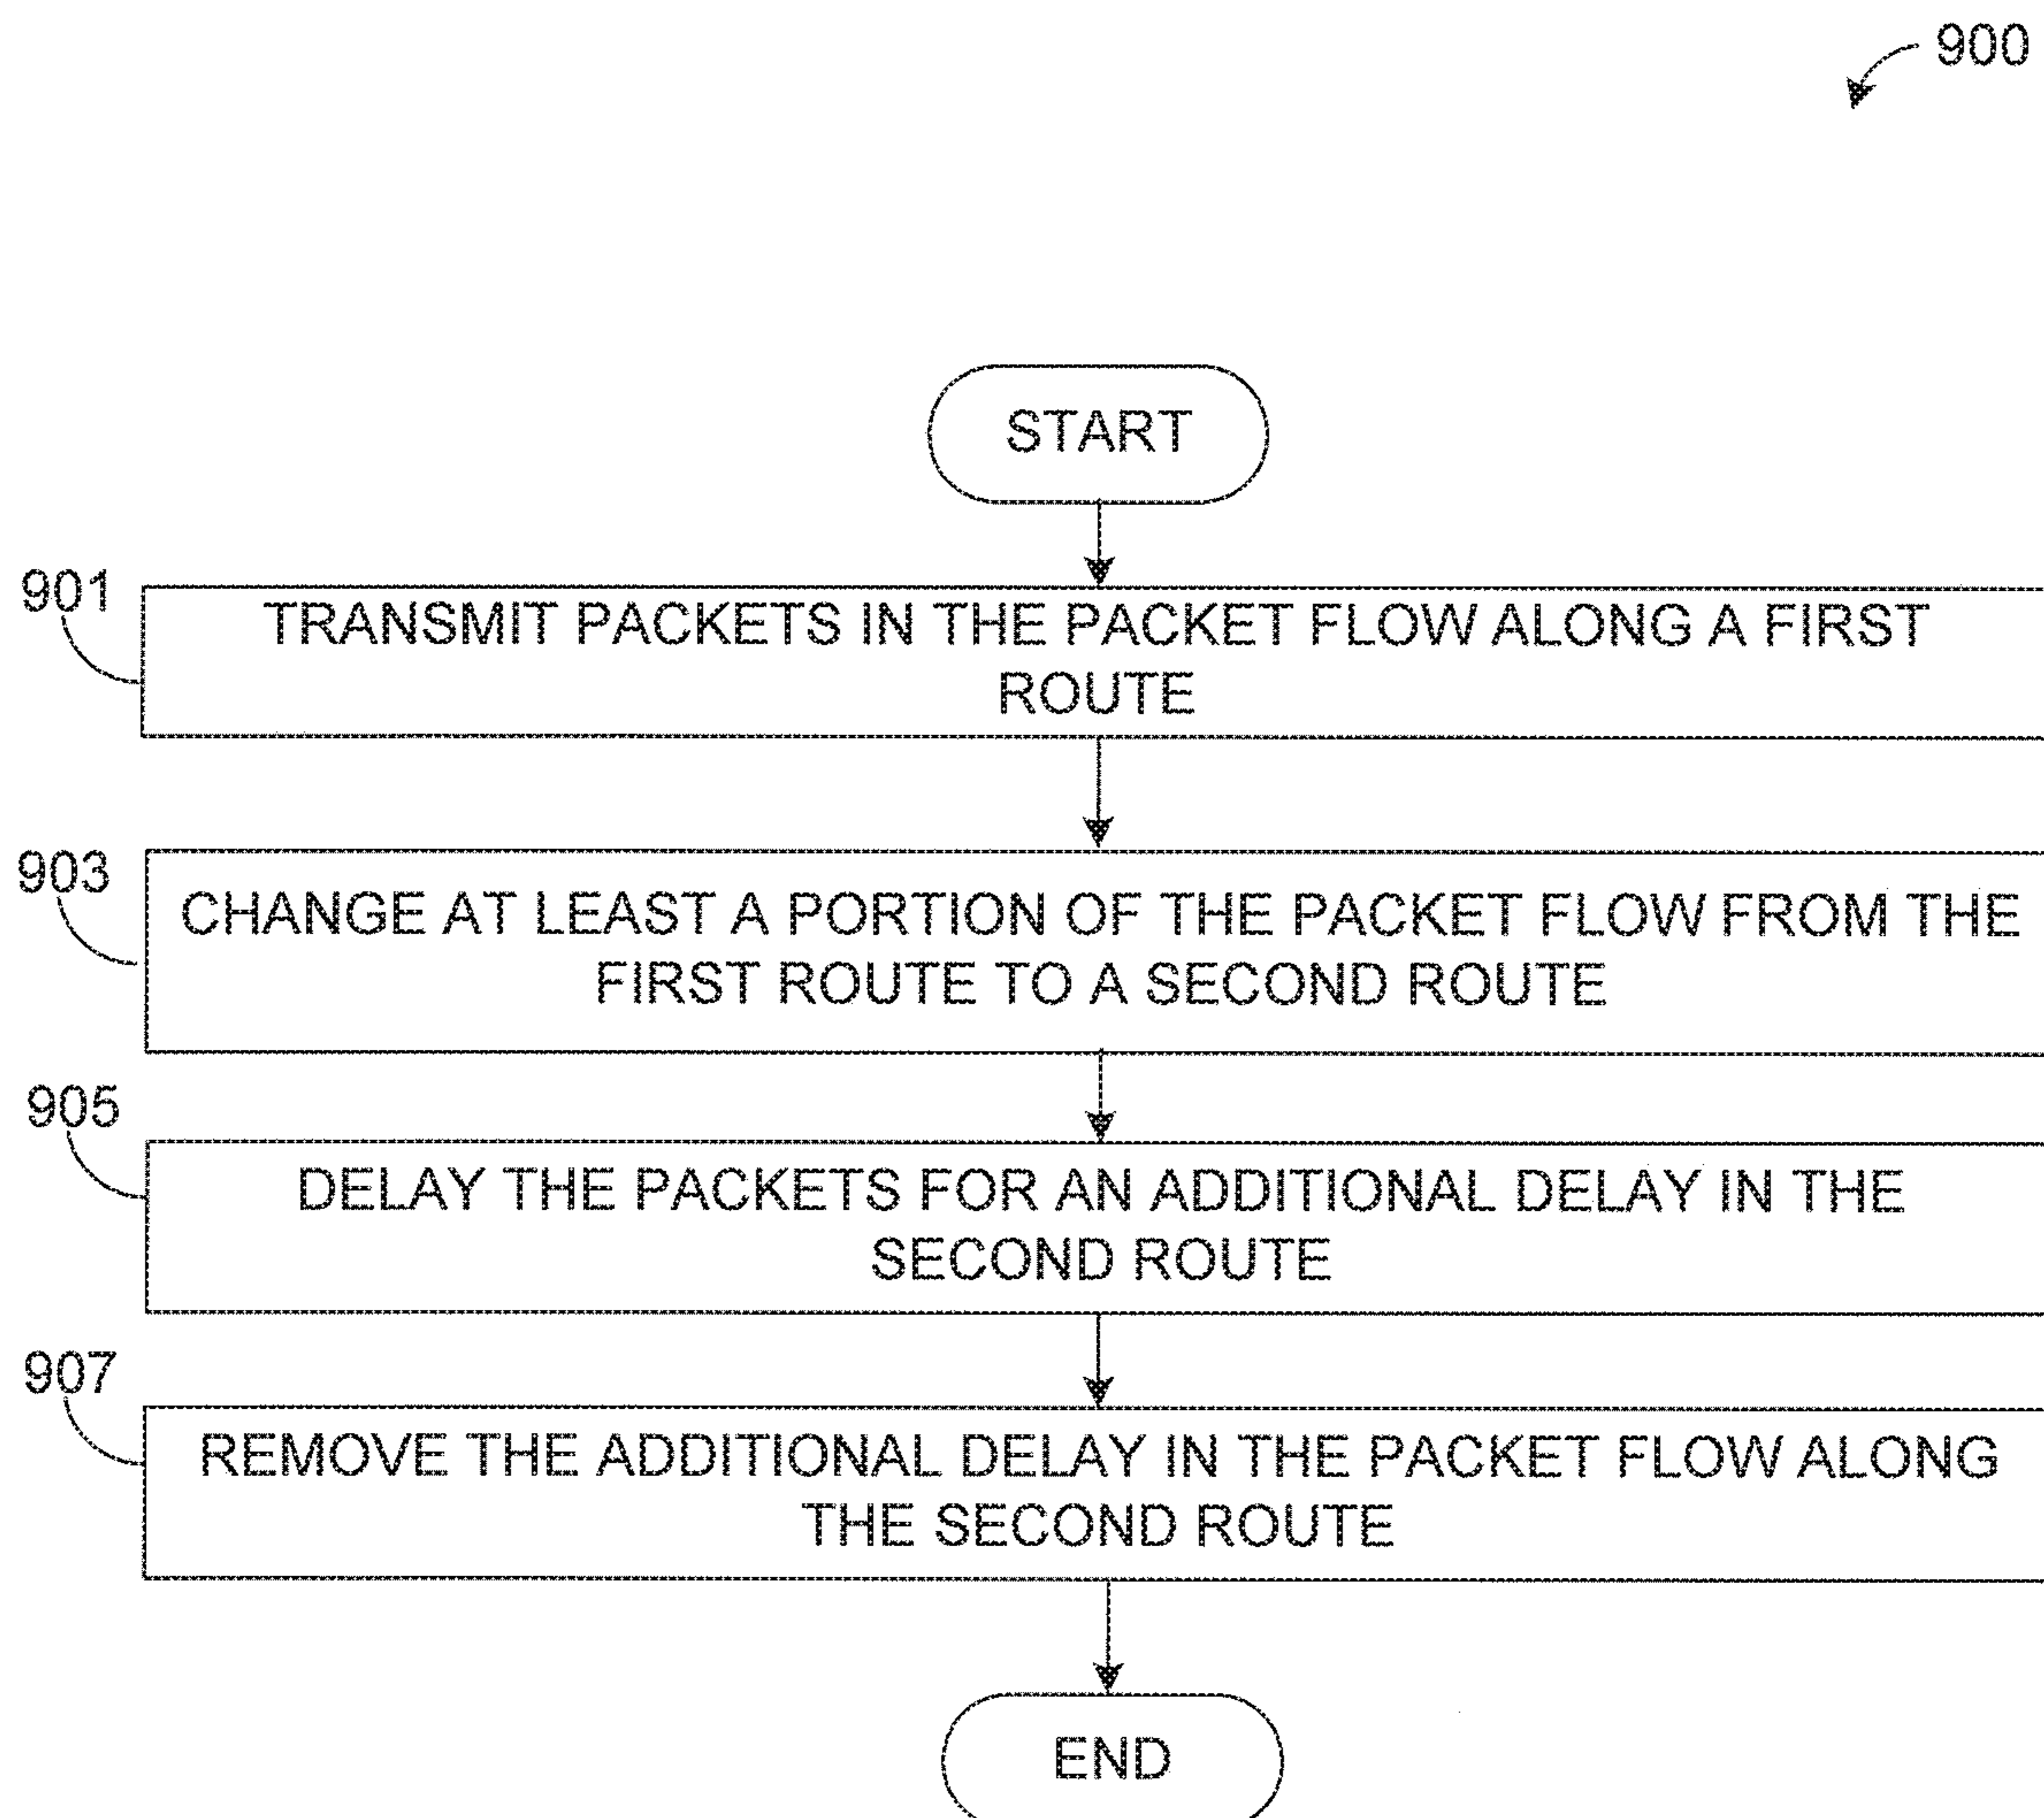 900
START
901
TRANSMIT PACKETS IN THE PACKET FLOW ALONG A FIRST
ROUTE
903
CHANGE AT LEAST A PORTION OF THE PACKET FLOW FROM THE
FIRST ROUTE TO A SECOND ROUTE
905
DELAY THE PACKETS FOR AN ADDITIONAL DELAY IN THE
SECOND ROUTE
907
REMOVE THE ADDITIONAL DELAY IN THE PACKET FLOW ALONG
THE SECOND ROUTE
END